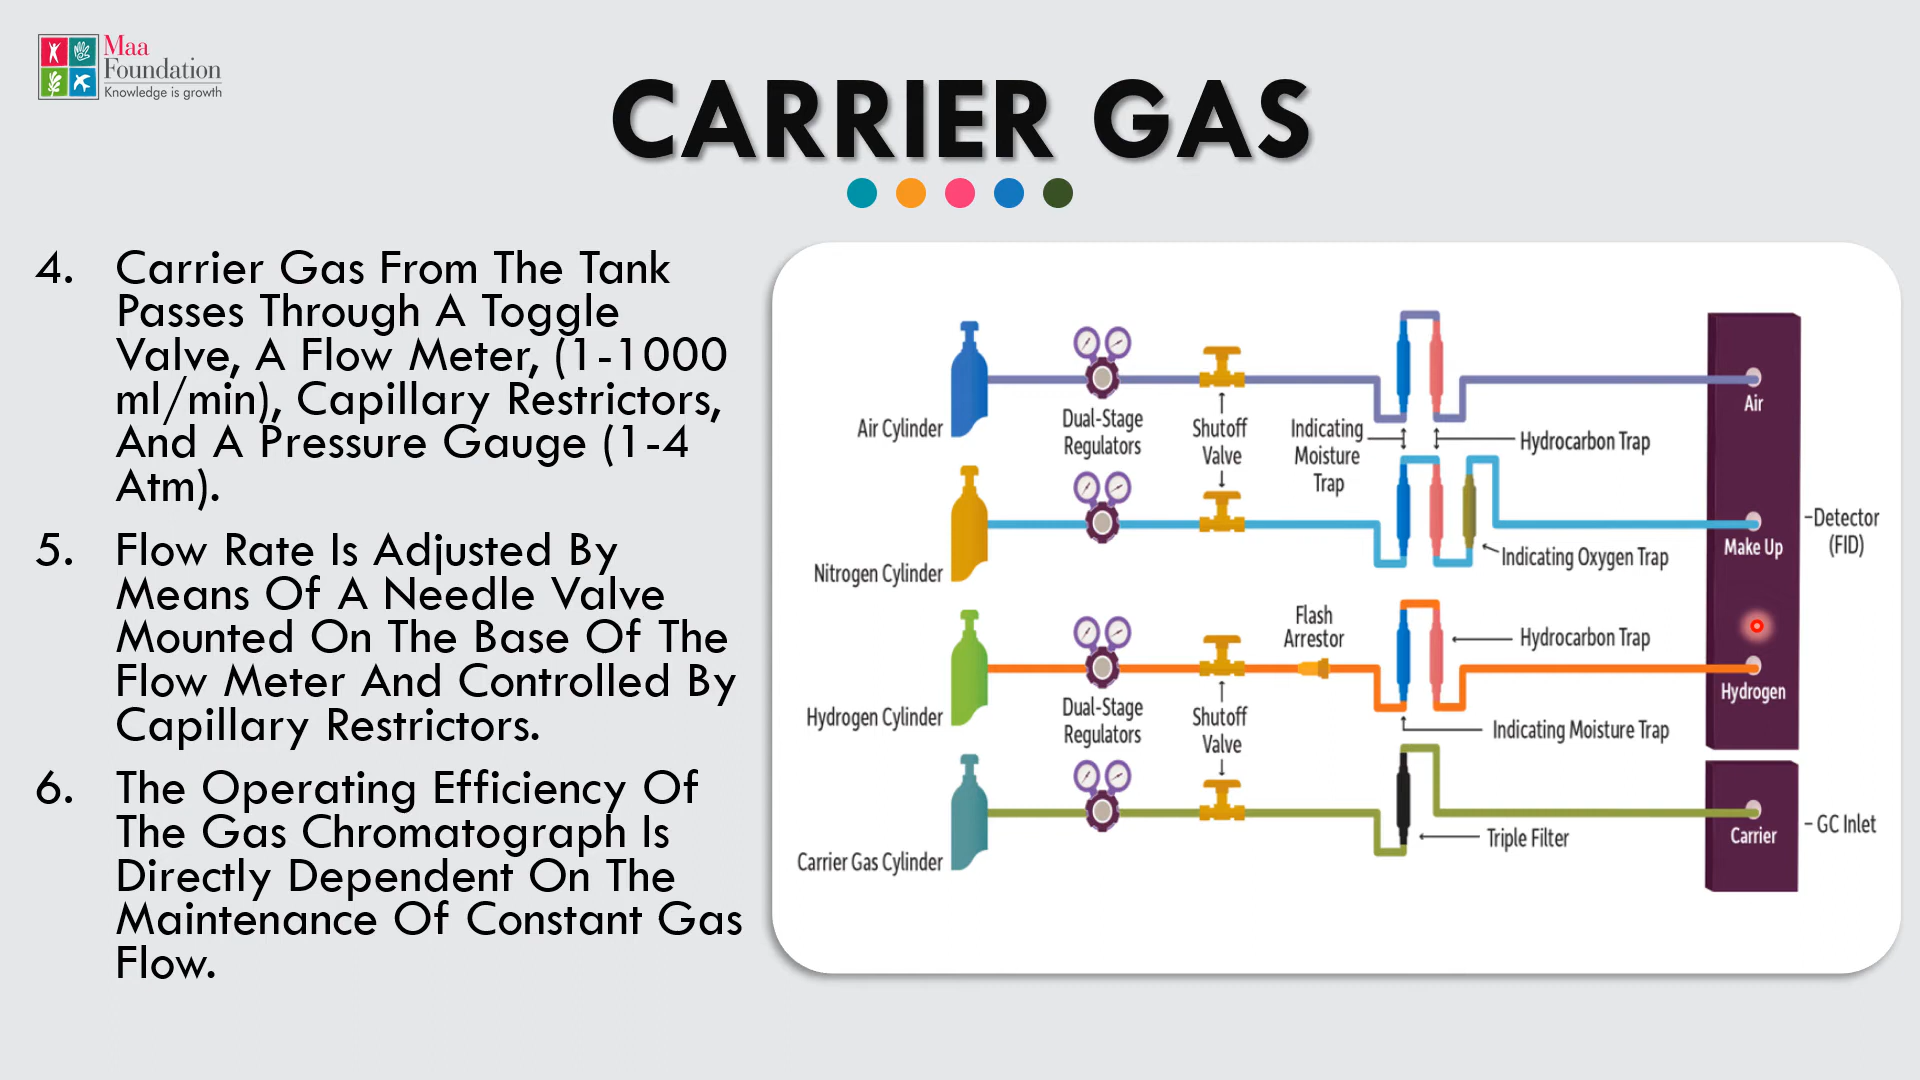 Maa
Foundation
Knowledge is growth
CARRIER GAS
4. Carrier Gas From The Tank
Passes Through A Toggle
Valve, A Flow Meter, (1-1000
ml/min), Capillary Restrictors,
And A Pressure Gauge (1-4
Atm).
5. Flow Rate Is Adjusted By
Means Of A Needle Valve
Mounted On The Base Of The
Flow Meter And Controlled By
Capillary Restrictors.
6. The Operating Efficiency Of
The Gas Chromatograph Is
Directly Dependent On The
Maintenance Of Constant Gas
Flow.
Air Cylinder
Dual-Stage
Regulators
Shutoff
Valve
Indicating
Moisture
Trap
Hydrocarbon Trap
Air
Nitrogen Cylinder
Indicating Oxygen Trap
Make Up
Detector
(FID)
Flash
Arrestor
Hydrocarbon Trap
Hydrogen Cylinder
Dual-Stage
Regulators
Shutoff
Valve
Indicating Moisture Trap
Hydrogen
Carrier Gas Cylinder
Triple Filter
Carrier
GC Inlet